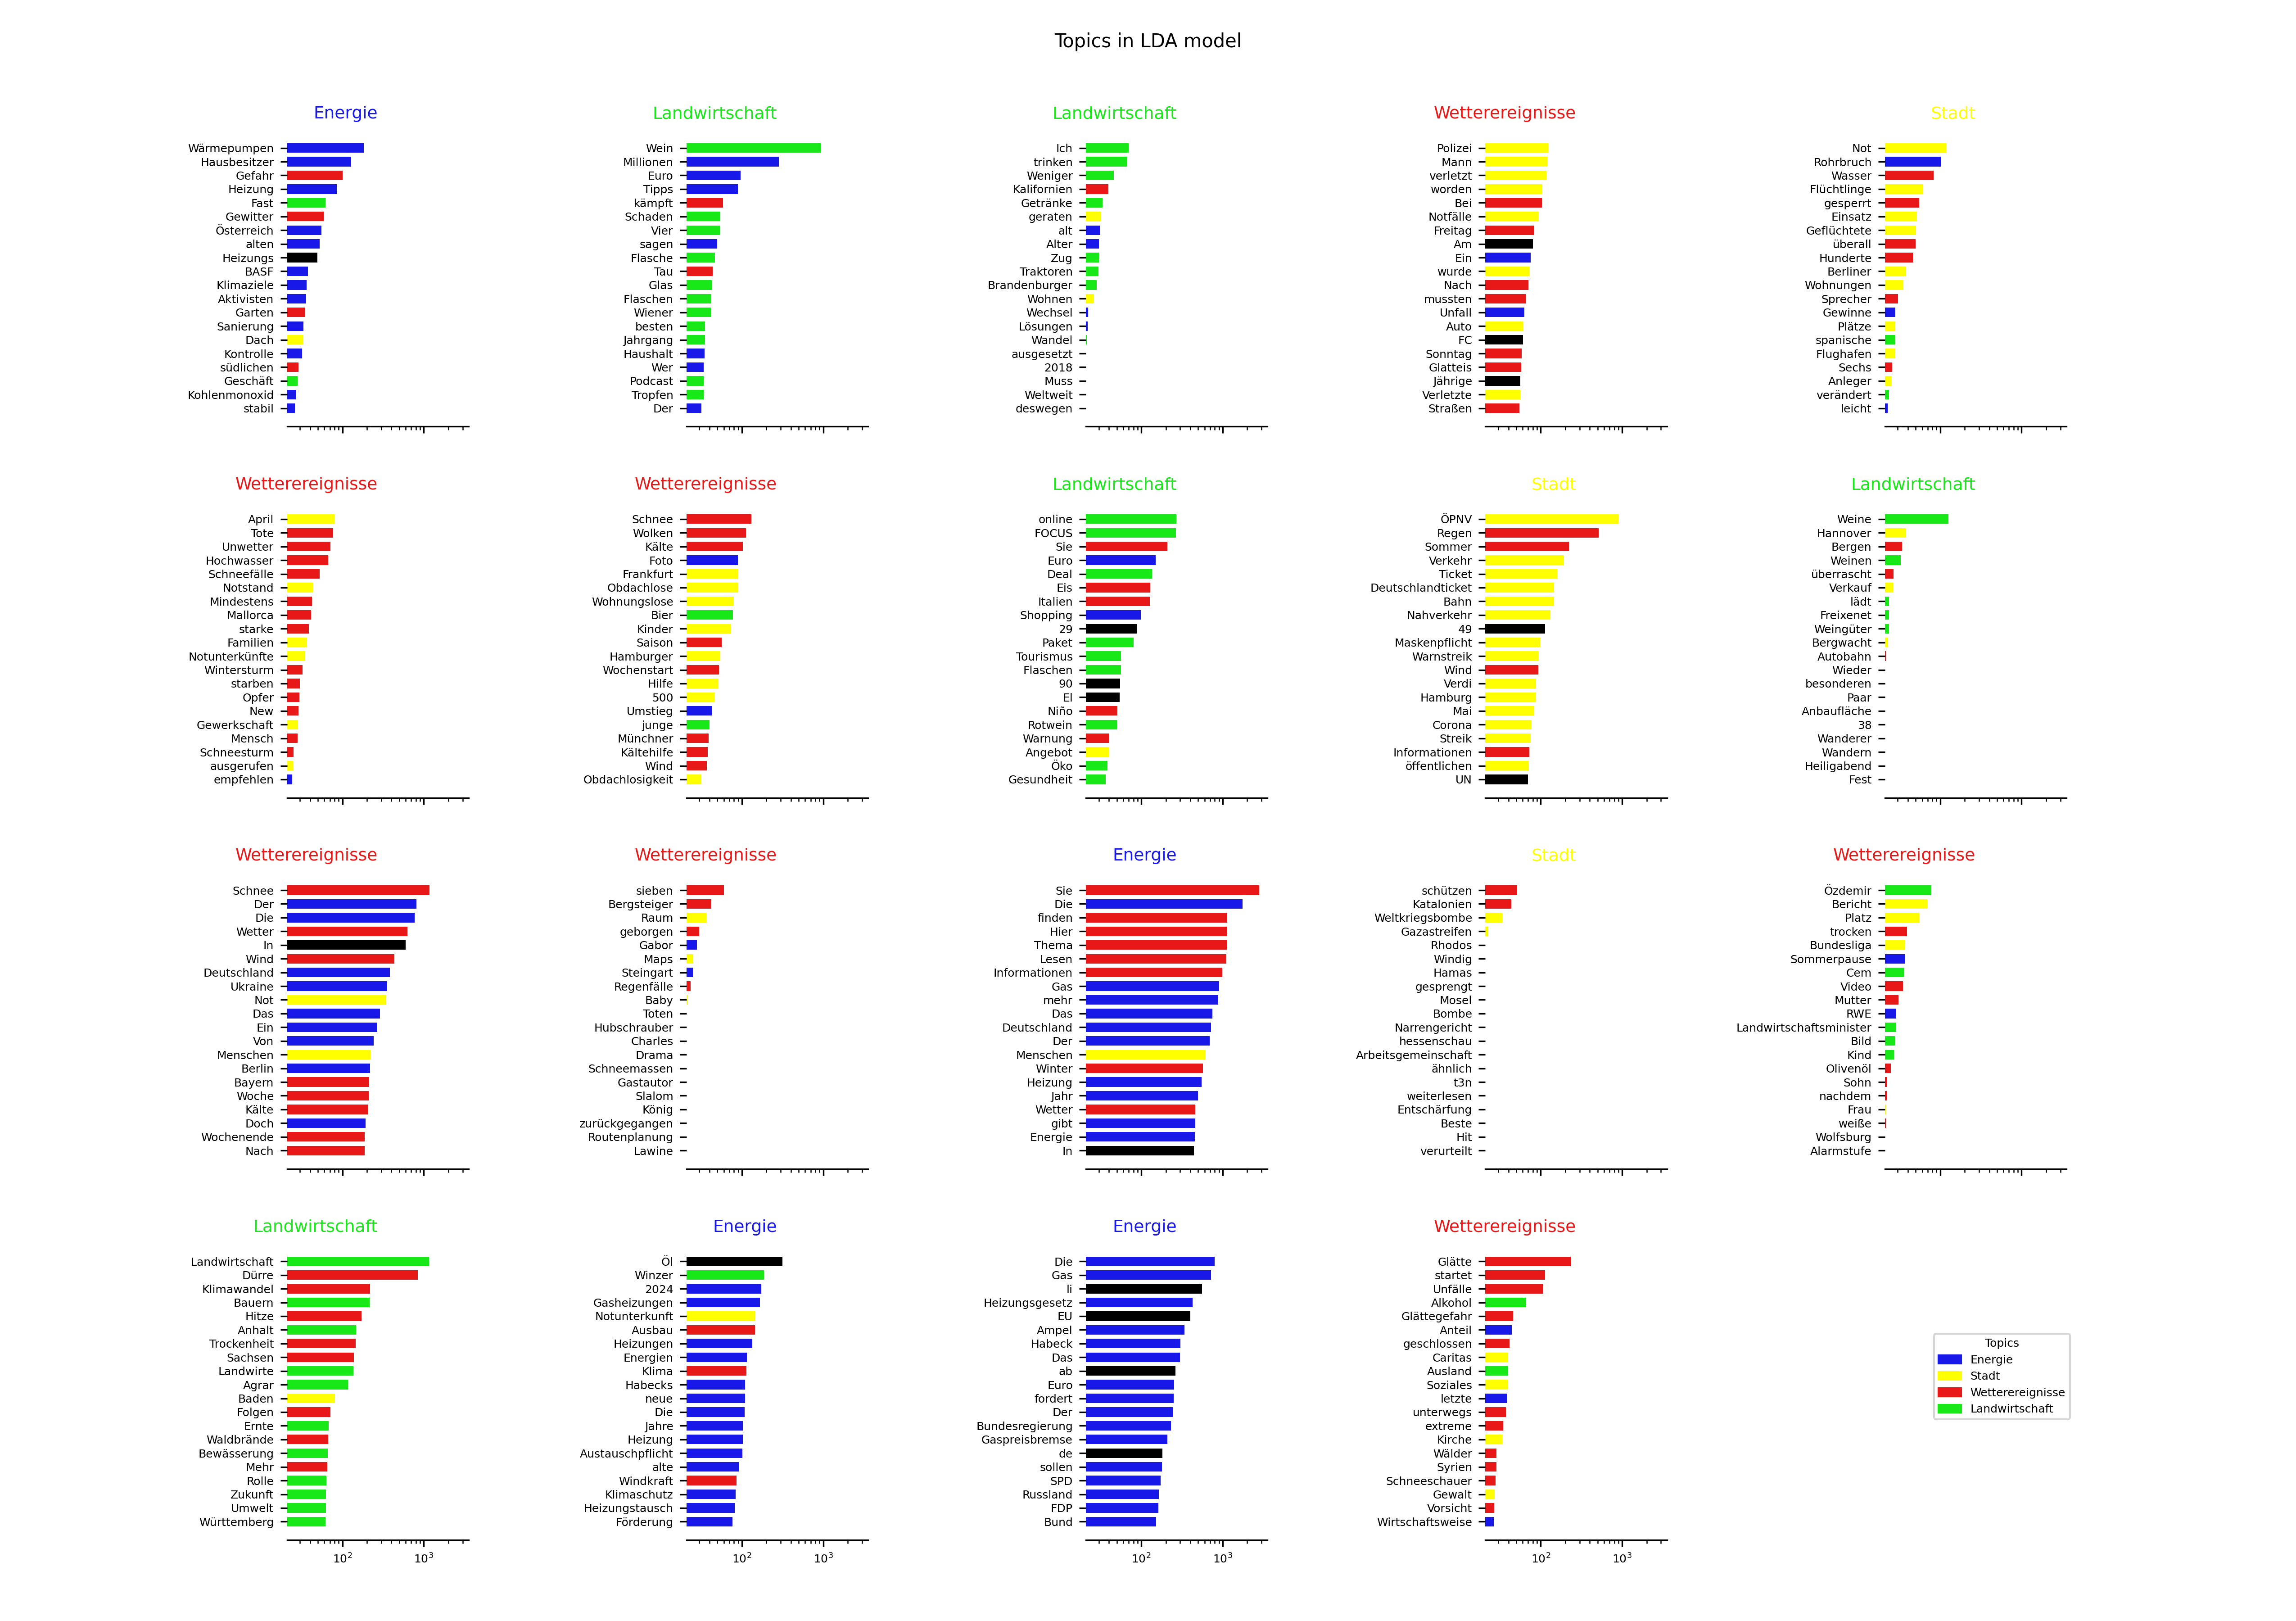 Topics in LDA model
Energie
Wärmepumpen
Hausbesitzer
Gefahr
Heizung
Fast
Gewitter
Österreich
alten
Heizungs
BASF
Klimaziele
Aktivisten
Garten
Sanierung
Dach
Kontrolle
südlichen
Geschäft
Kohlenmonoxid
stabil
Landwirtschaft
Wein
Millionen
Euro
Tipps
kämpft
Schaden
Vier
sagen
Flasche
Tau
Glas
Flaschen
Wiener
besten
Jahrgang
Haushalt
Wer
Podcast
Tropfen
Der
Landwirtschaft
Ich
trinken
Weniger
Kalifornien
Getränke
geraten
alt
Alter
Zug
Traktoren
Brandenburger
Wohnen
Wechsel
Lösungen
Wandel
ausgesetzt
2018
Muss
Weltweit
deswegen
Wetterereignisse
Polizei
Mann
verletzt
worden
Bei
Notfälle
Freitag
Am
Ein
wurde
Nach
mussten
Unfall
Auto
FC
Sonntag
Glatteis
Jährige
Verletzte
Straßen
Stadt
Not
Rohrbruch
Wasser
Flüchtlinge
gesperrt
Einsatz
Geflüchtete
überall
Hunderte
Berliner
Wohnungen
Sprecher
Gewinne
Plätze
spanische
Flughafen
Sechs
Anleger
verändert
leicht
Wetterereignisse
April
Tote
Unwetter
Hochwasser
Schneefälle
Notstand
Mindestens
Mallorca
starke
Familien
Notunterkünfte
Wintersturm
starben
Opfer
New
Gewerkschaft
Mensch
Schneesturm
ausgerufen
empfehlen
Wetterereignisse
Schnee
Wolken
Kälte
Foto
Frankfurt
Obdachlose
Wohnungslose
Bier
Kinder
Saison
Hamburger
Wochenstart
Hilfe
500
Umstieg
junge
Münchner
Kältehilfe
Wind
Obdachlosigkeit
Landwirtschaft
online
FOCUS
Sie
Euro
Deal
Eis
Italien
Shopping
29
Paket
Tourismus
Flaschen
90
El
Niño
Rotwein
Warnung
Angebot
Öko
Gesundheit
Stadt
ÖPNV
Regen
Sommer
Verkehr
Ticket
Deutschlandticket
Bahn
Nahverkehr
49
Maskenpflicht
Warnstreik
Wind
Verdi
Hamburg
Mai
Corona
Streik
Informationen
öffentlichen
UN
Landwirtschaft
Weine
Hannover
Bergen
Weinen
überrascht
Verkauf
lädt
Freixenet
Weingüter
Bergwacht
Autobahn
Wieder
besonderen
Paar
Anbaufläche
38
Wanderer
Wandern
Heiligabend
Fest
Wetterereignisse
Schnee
Der
Die
Wetter
In
Wind
Deutschland
Ukraine
Not
Das
Ein
Von
Menschen
Berlin
Bayern
Woche
Kälte
Doch
Wochenende
Nach
Wetterereignisse
sieben
Bergsteiger
Raum
geborgen
Gabor
Maps
Steingart
Regenfälle
Baby
Toten
Hubschrauber
Charles
Drama
Schneemassen
Gastautor
Slalom
König
zurückgegangen
Routenplanung
Lawine
Energie
Sie
Die
finden
Hier
Thema
Lesen
Informationen
Gas
mehr
Das
Deutschland
Der
Menschen
Winter
Heizung
Jahr
Wetter
gibt
Energie
In
Stadt
schützen
Katalonien
Weltkriegsbombe
Gazastreifen
Rhodos
Windig
Hamas
gesprengt
Mosel
Bombe
Narrengericht
hessenschau
Arbeitsgemeinschaft
ähnlich
t3n
weiterlesen
Entschärfung
Beste
Hit
verurteilt
Wetterereignisse
Özdemir
Bericht
Platz
trocken
Bundesliga
Sommerpause
Cem
Video
Mutter
RWE
Landwirtschaftsminister
Bild
Kind
Olivenöl
Sohn
nachdem
Frau
weiße
Wolfsburg
Alarmstufe
Landwirtschaft
Landwirtschaft
Dürre
Klimawandel
Bauern
Hitze
Anhalt
Trockenheit
Sachsen
Landwirte
Agrar
Baden
Folgen
Ernte
Waldbrände
Bewässerung
Mehr
Rolle
Zukunft
Umwelt
Württemberg
10² 10³
Energie
Öl
Winzer
2024
Gasheizungen
Notunterkunft
Ausbau
Heizungen
Energien
Klima
Habecks
neue
Die
Jahre
Heizung
Austauschpflicht
alte
Windkraft
Klimaschutz
Heizungstausch
Förderung
10² 10³
Energie
Die
Gas
li
Heizungsgesetz
EU
Ampel
Habeck
Das
ab
Euro
fordert
Der
Bundesregierung
Gaspreisbremse
de
sollen
SPD
Russland
FDP
Bund
10² 10³
Wetterereignisse
Glätte
startet
Unfälle
Alkohol
Glättegefahr
Anteil
geschlossen
Caritas
Ausland
Soziales
letzte
unterwegs
extreme
Kirche
Wälder
Syrien
Schneeschauer
Gewalt
Vorsicht
Wirtschaftsweise
10² 10³
Topics
Energie
Stadt
Wetterereignisse
Landwirtschaft